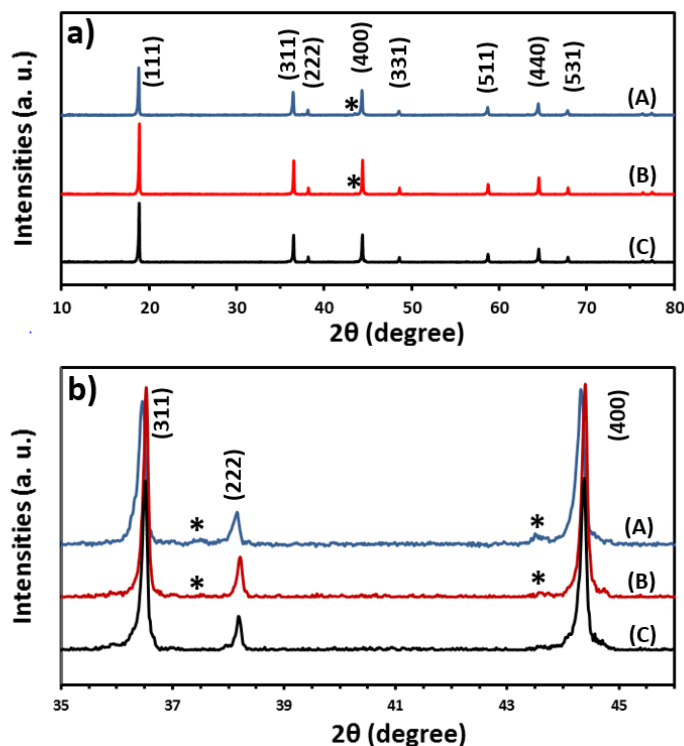 a)
(111)
(311)
(222)
(400)
(331)
(511)
(440)
(531)
* (A)
* (B)
(C)
Intensities (a. u.)
10 20 30 40 50 60 70 80
2θ (degree)
b)
(311)
(222)
(400)
* * (A)
* * (B)
(C)
Intensities (a. u.)
35 37 39 41 43 45
2θ (degree)